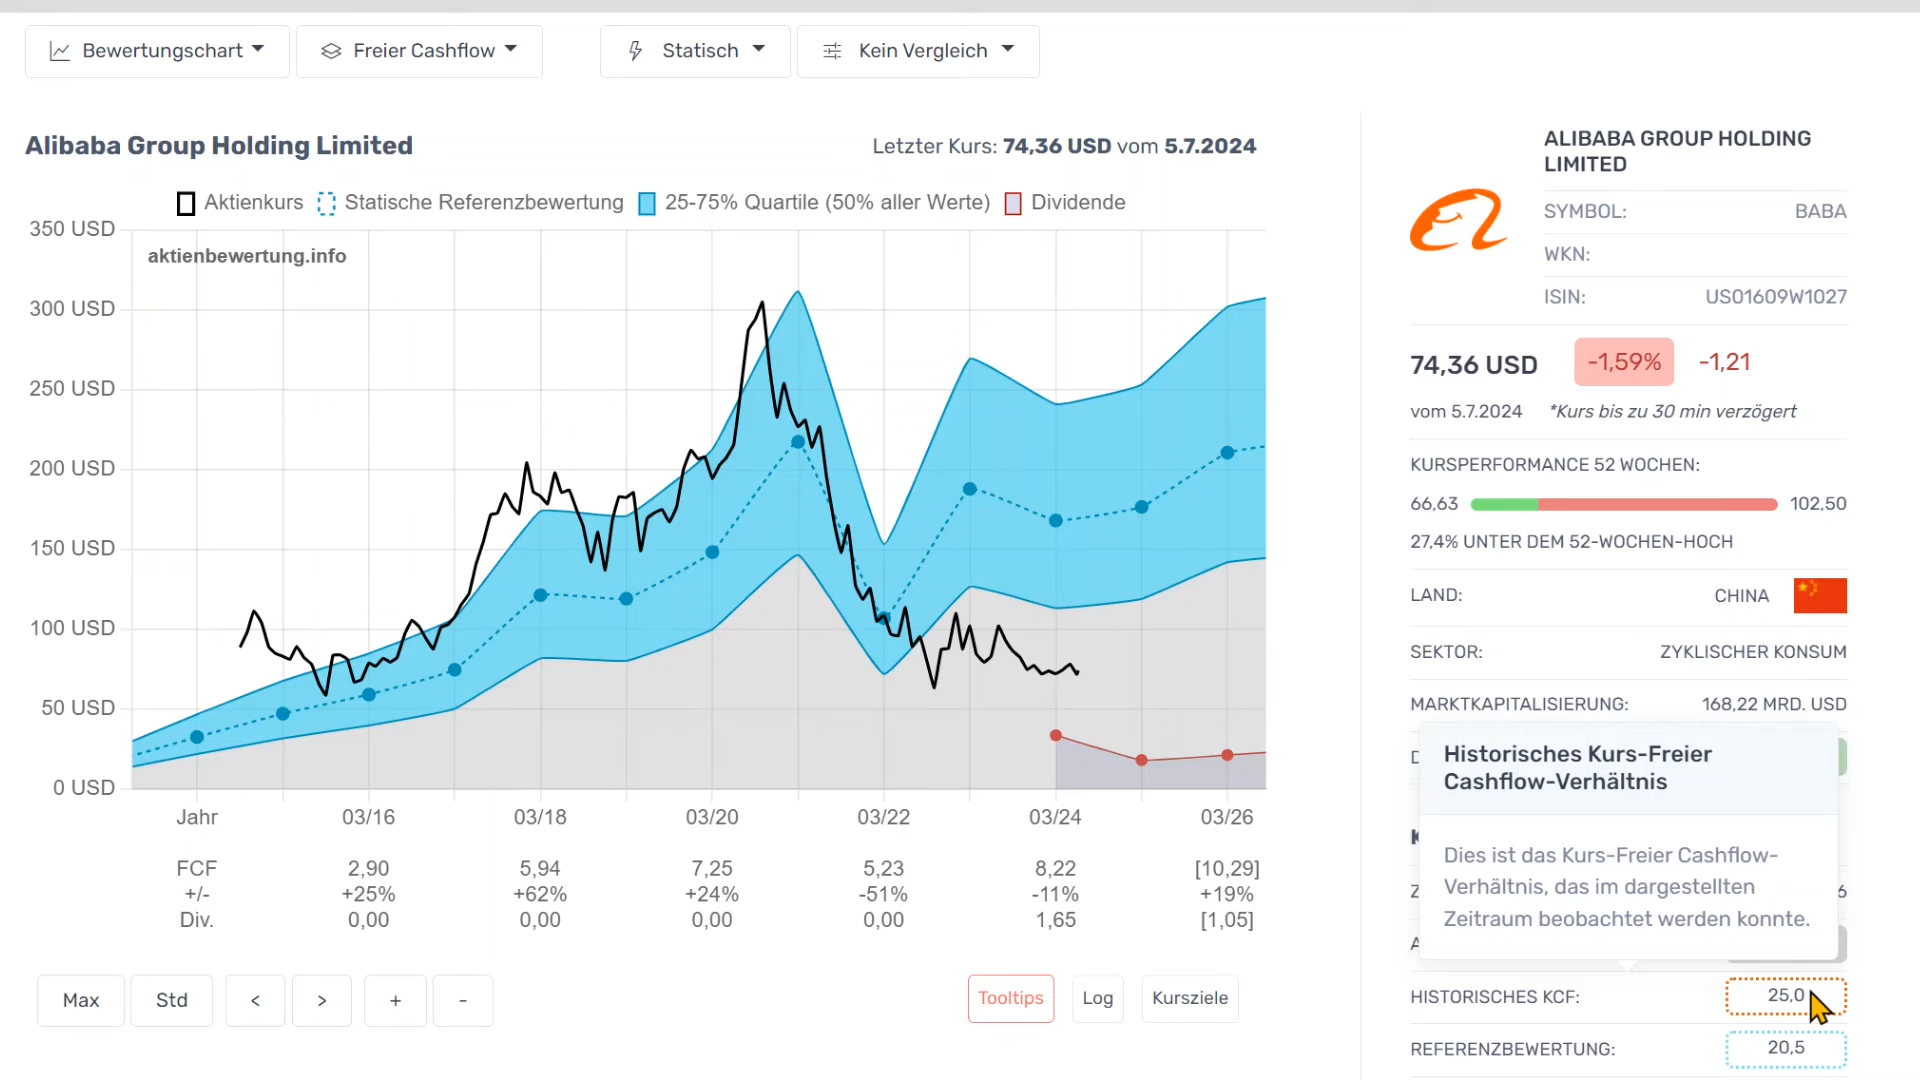 Bewertungschart
Freier Cashflow
Statisch
Kein Vergleich
Alibaba Group Holding Limited
Letzter Kurs: 74,36 USD vom 5.7.2024
Aktienkurs
Statische Referenzbewertung
25-75% Quartile (50% aller Werte)
Dividende
350 USD
300 USD
250 USD
200 USD
150 USD
100 USD
50 USD
0 USD
aktienbewertung.info
Jahr 03/16 03/18 03/20 03/22 03/24 03/26
FCF 2,90 5,94 7,25 5,23 8,22 [10,29]
+/- +25% +62% +24% -51% -11% +19%
Div. 0,00 0,00 0,00 0,00 1,65 [1,05]
Max Std < > + -
Tooltips Log Kursziele
ALIBABA GROUP HOLDING
LIMITED
SYMBOL: BABA
WKN:
ISIN: US01609W1027
74,36 USD -1,59% -1,21
vom 5.7.2024 *Kurs bis zu 30 min verzögert
KURSPERFORMANCE 52 WOCHEN:
66,63 102,50
27,4% UNTER DEM 52-WOCHEN-HOCH
LAND: CHINA
SEKTOR: ZYKLISCHER KONSUM
MARKTKAPITALISIERUNG: 168,22 MRD. USD
Historisches Kurs-Freier
Cashflow-Verhältnis
Dies ist das Kurs-Freier Cashflow-
Verhältnis, das im dargestellten
Zeitraum beobachtet werden konnte.
HISTORISCHES KCF: 25,0
REFERENZBEWERTUNG: 20,5